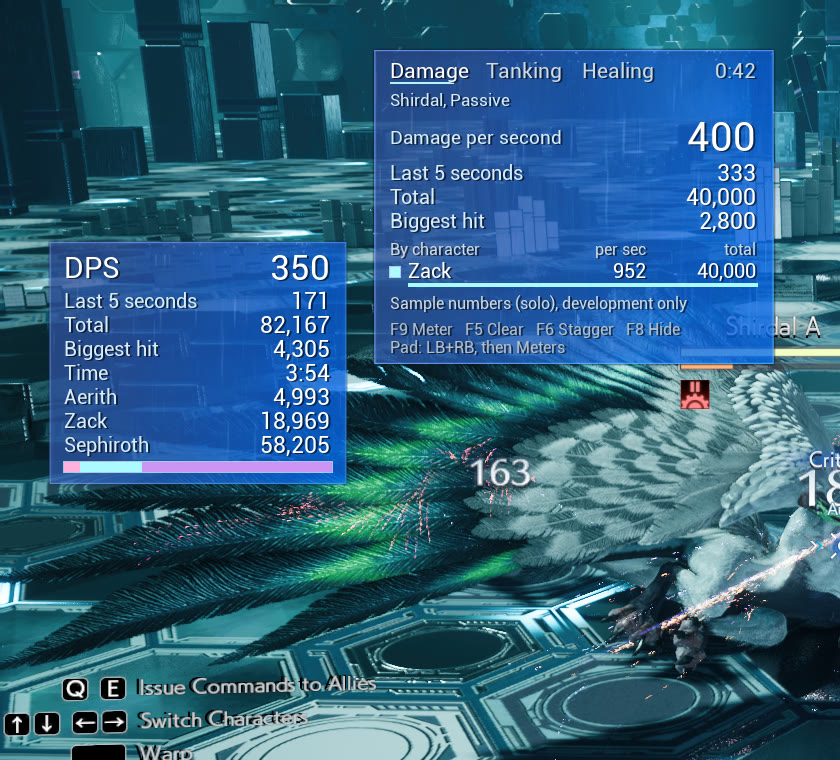 Damage Tanking Healing 0:42
Shirdal, Passive
Damage per second 400
Last 5 seconds 333
Total 40,000
Biggest hit 2,800
By character per sec total
Zack 952 40,000
Sample numbers (solo), development only
F9 Meter F5 Clear F6 Stagger F8 Hide
Pad: LB+RB, then Meters
DPS 350
Last 5 seconds 171
Total 82,167
Biggest hit 4,305
Time 3:54
Aerith 4,993
Zack 18,969
Sephiroth 58,205
Shirdal A
163
Crit
18
Q E Issue Commands to Allies
↑ ↓ ← → Switch Characters
Warp